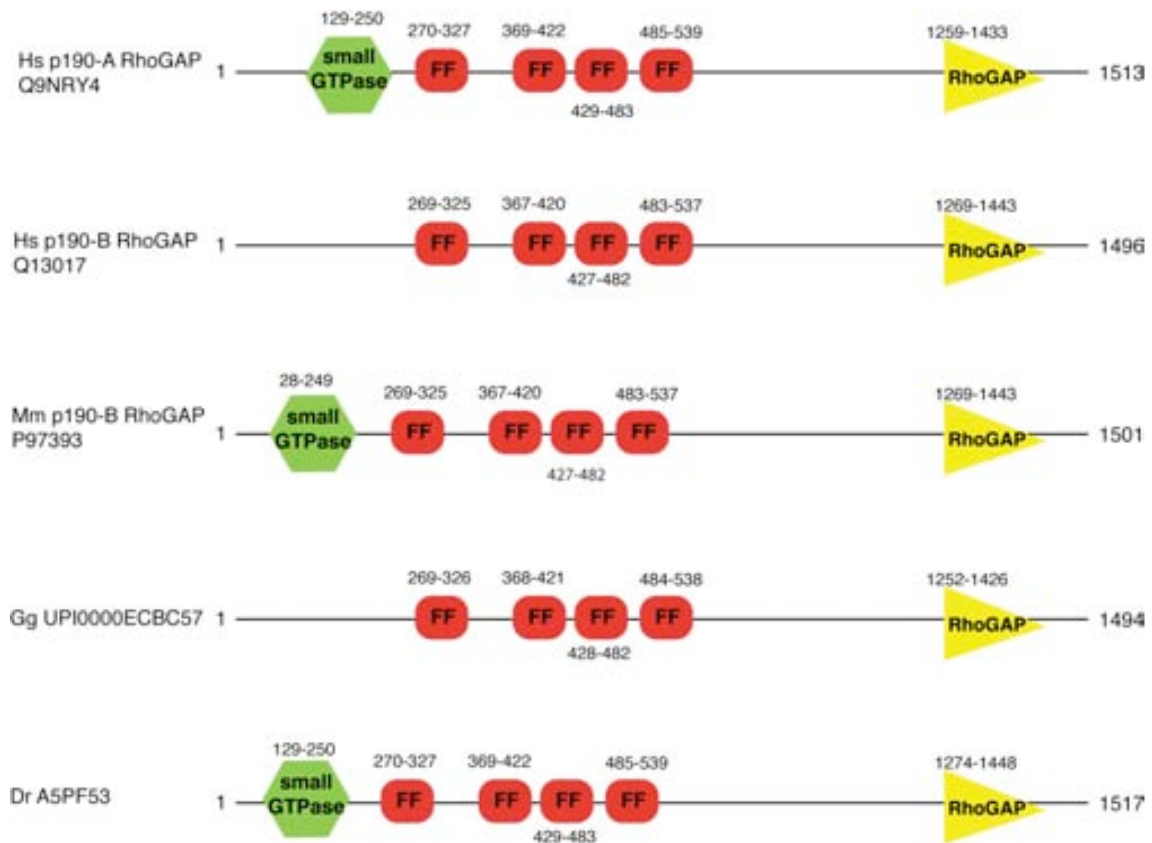 129-250
270-327 369-422 485-539 1259-1433
Hs p190-A RhoGAP 1 small GTPase FF FF FF FF RhoGAP 1513
Q9NRY4
429-483
269-325 367-420 483-537 1269-1443
Hs p190-B RhoGAP 1 FF FF FF FF RhoGAP 1496
Q13017
427-482
28-249
269-325 367-420 483-537 1269-1443
Mm p190-B RhoGAP 1 small GTPase FF FF FF FF RhoGAP 1501
P97393
427-482
269-326 368-421 484-538 1252-1426
Gg UPI0000ECBC57 1 FF FF FF FF RhoGAP 1494
428-482
129-250
270-327 369-422 485-539 1274-1448
Dr A5PF53 1 small GTPase FF FF FF FF RhoGAP 1517
429-483